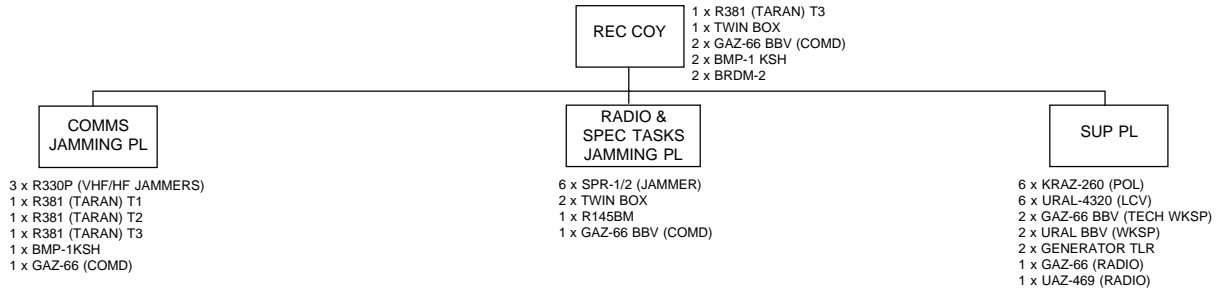 REC COY
1 x R381 (TARAN) T3
1 x TWIN BOX
2 x GAZ-66 BBV (COMD)
2 x BMP-1 KSH
2 x BRDM-2
COMMS
JAMMING PL
3 x R330P (VHF/HF JAMMERS)
1 x R381 (TARAN) T1
1 x R381 (TARAN) T2
1 x R381 (TARAN) T3
1 x BMP-1KSH
1 x GAZ-66 (COMD)
RADIO &
SPEC TASKS
JAMMING PL
6 x SPR-1/2 (JAMMER)
2 x TWIN BOX
1 x R145BM
1 x GAZ-66 BBV (COMD)
SUP PL
6 x KRAZ-260 (POL)
6 x URAL-4320 (LCV)
2 x GAZ-66 BBV (TECH WKSP)
2 x URAL BBV (WKSP)
2 x GENERATOR TLR
1 x GAZ-66 (RADIO)
1 x UAZ-469 (RADIO)